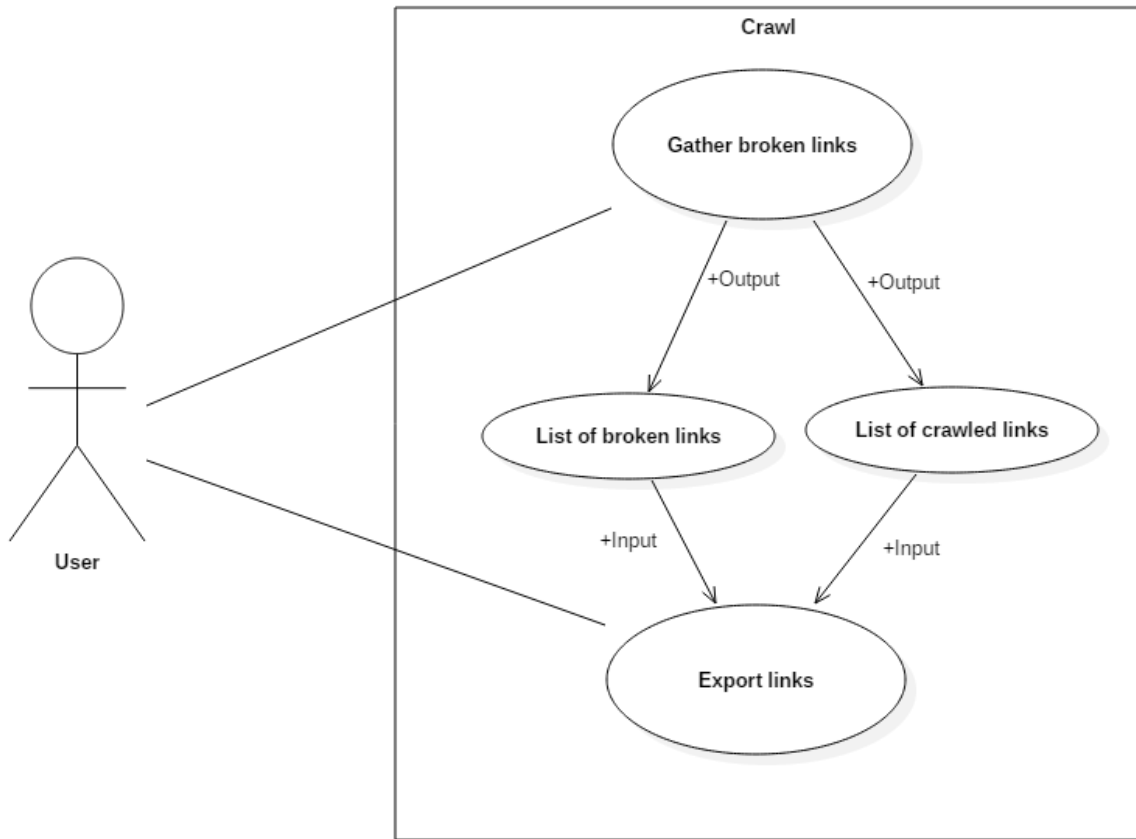 Crawl
Gather broken links
+Output
+Output
List of broken links
List of crawled links
+Input
+Input
User
Export links